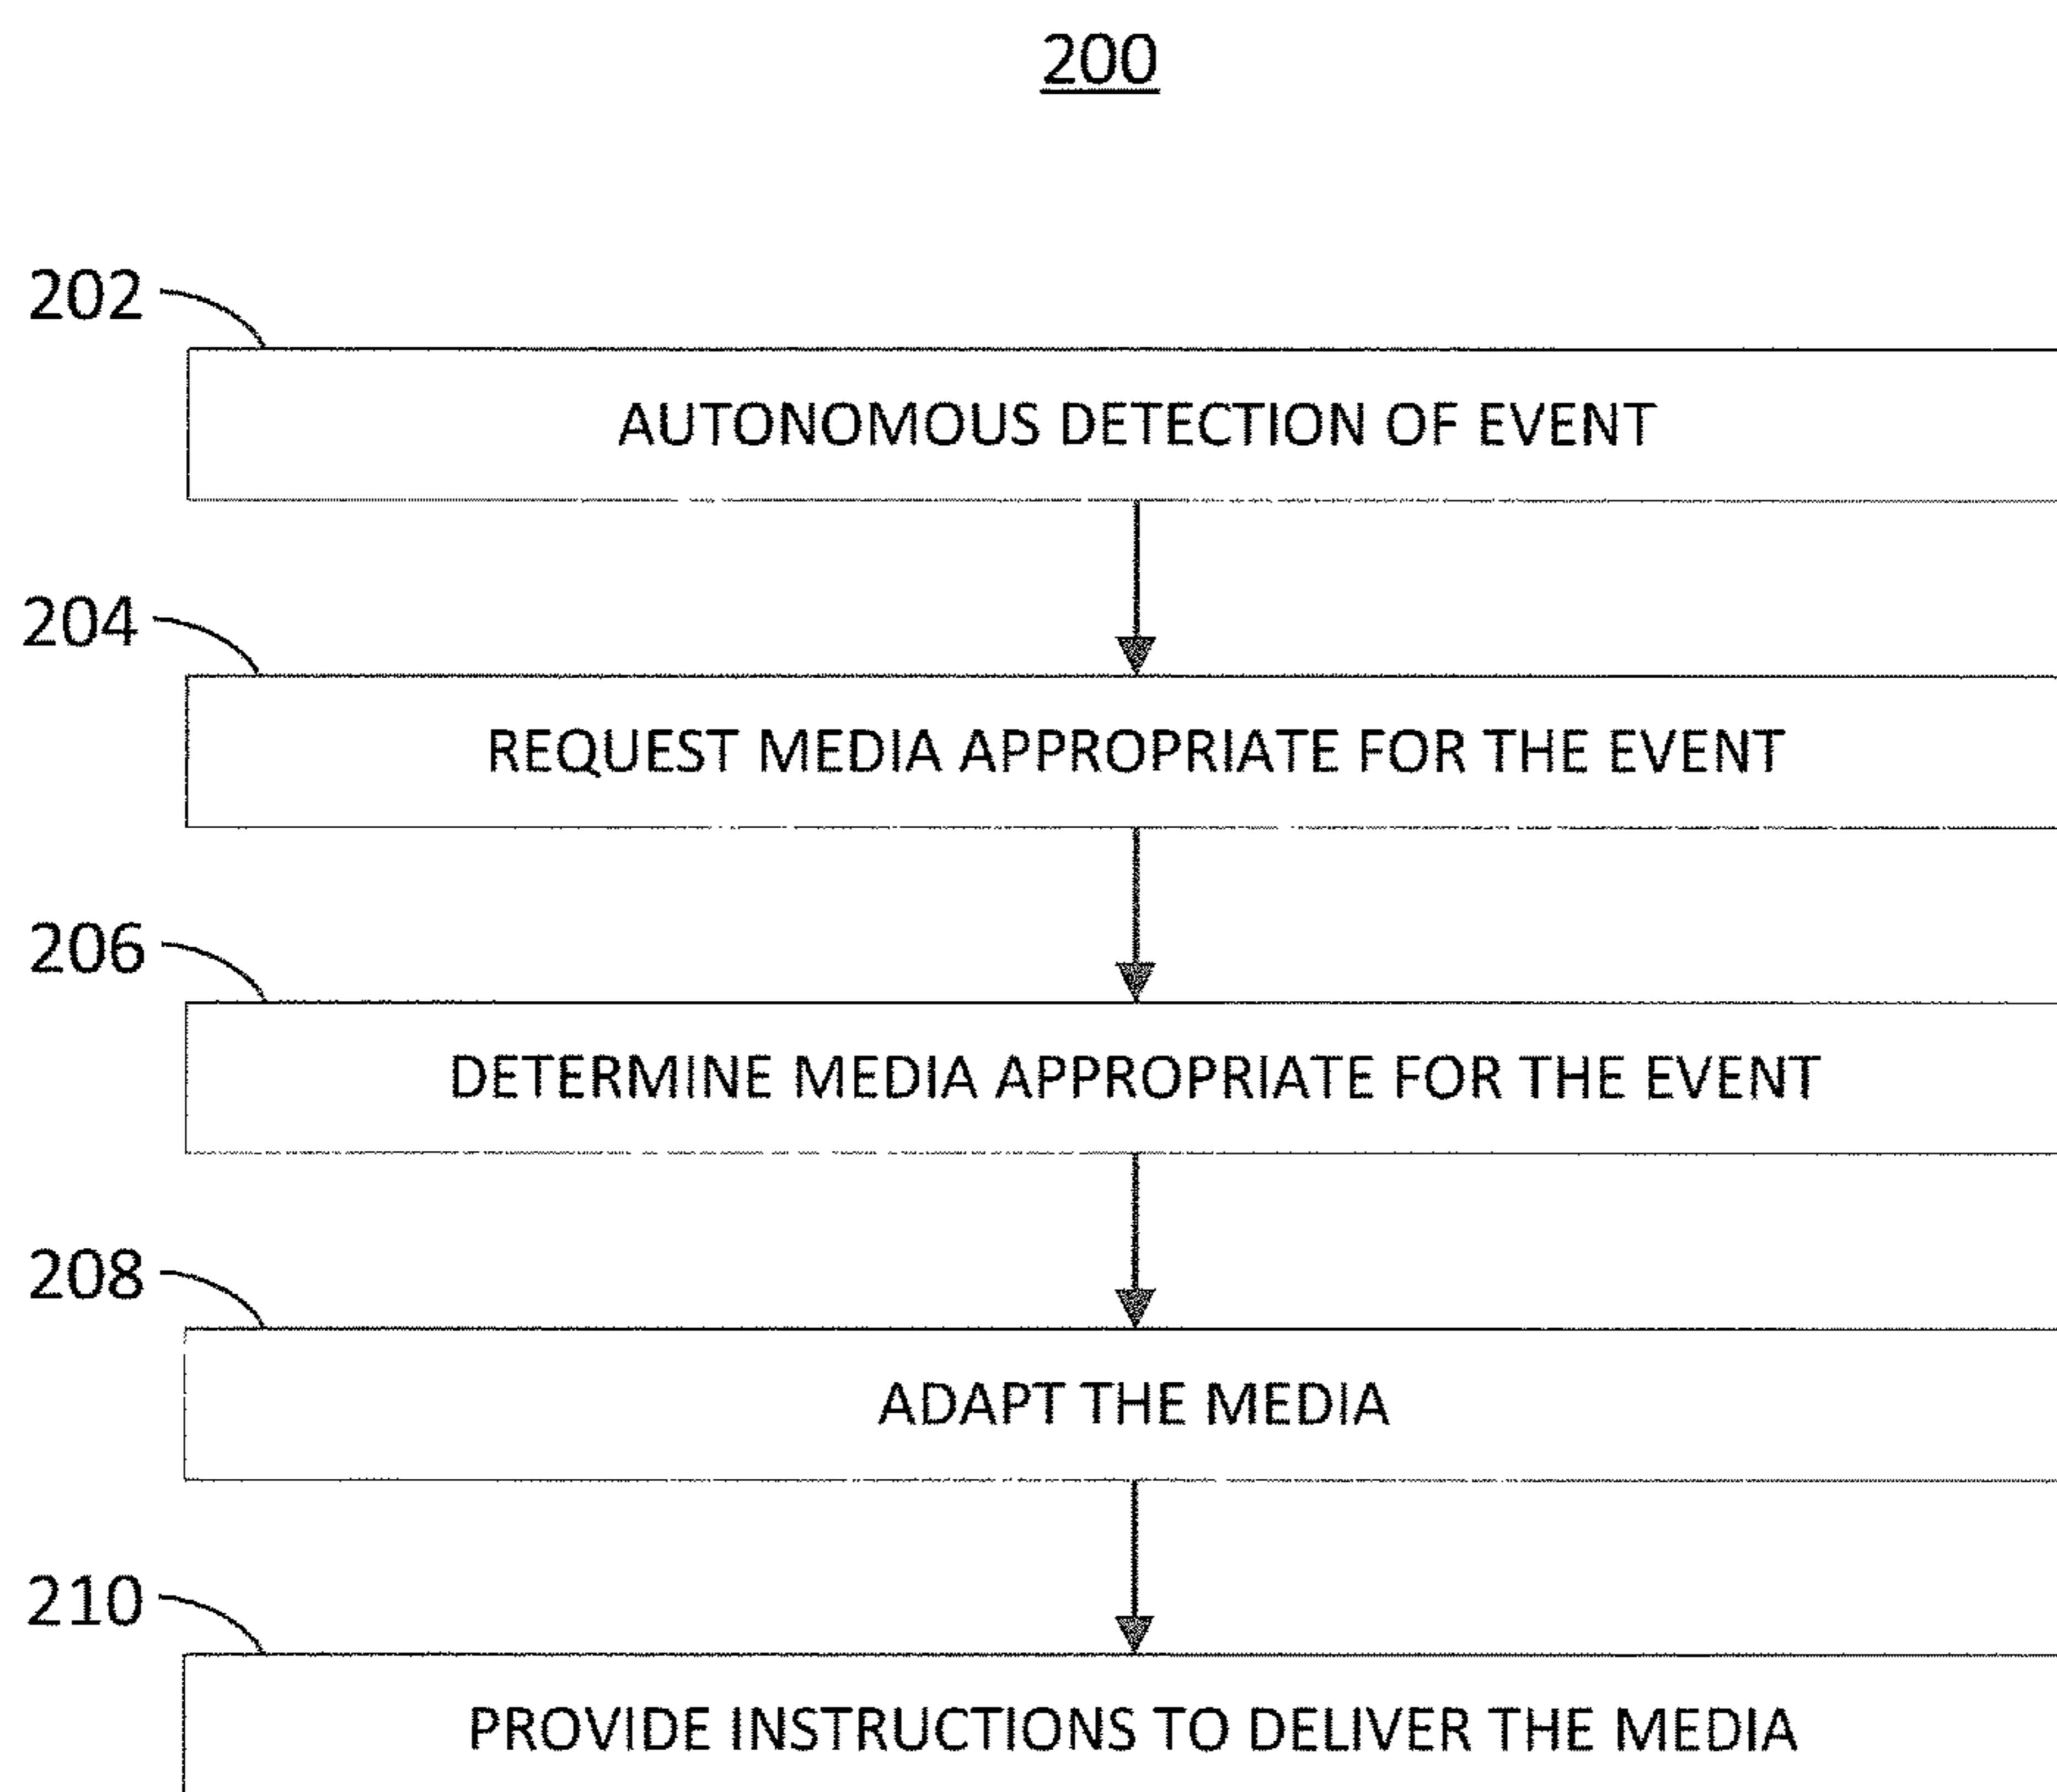 200
202
AUTONOMOUS DETECTION OF EVENT
204
REQUEST MEDIA APPROPRIATE FOR THE EVENT
206
DETERMINE MEDIA APPROPRIATE FOR THE EVENT
208
ADAPT THE MEDIA
210
PROVIDE INSTRUCTIONS TO DELIVER THE MEDIA